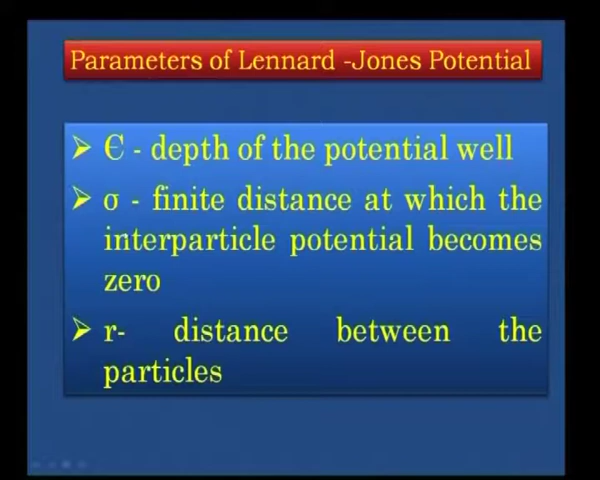 Parameters of Lennard -Jones Potential
➢ Є - depth of the potential well
➢ σ - finite distance at which the
interparticle potential becomes
zero
➢ r- distance between the
particles